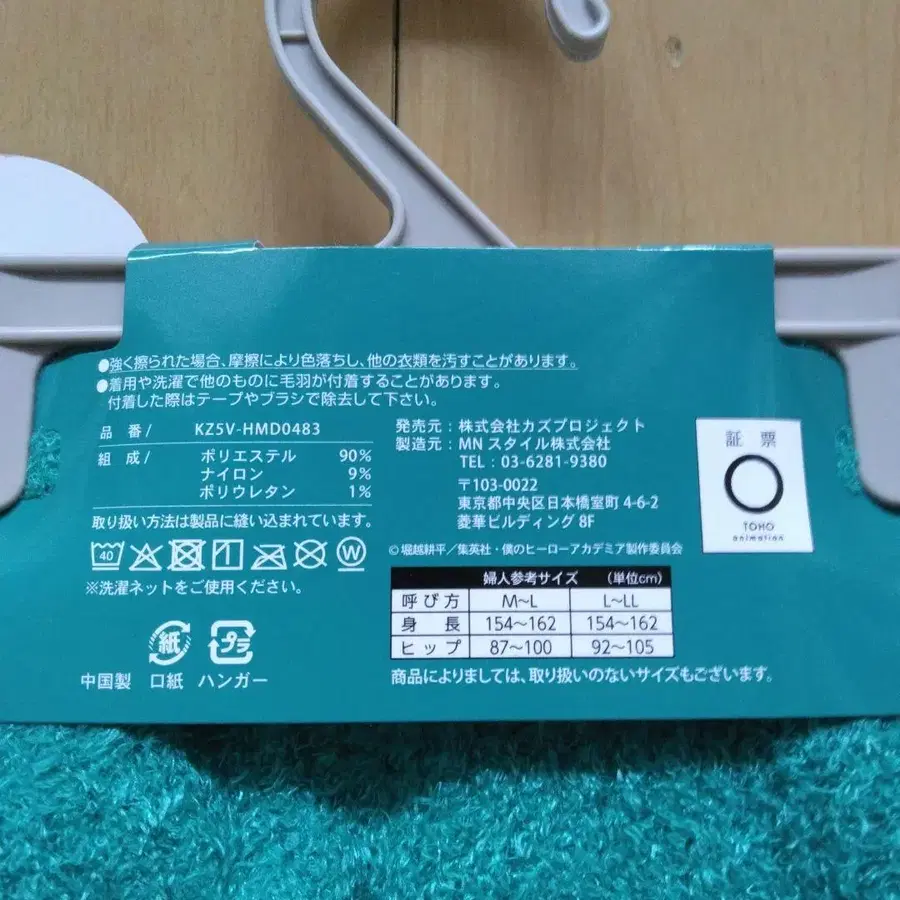 ●強く擦られた場合、摩擦により色落ちし、他の衣類を汚すことがあります。
●着用や洗濯で他のものに毛羽が付着することがあります。
付着した際はテープやブラシで除去して下さい。
品 番/ KZ5V-HMD0483
組 成/ ポリエステル 90%
ナイロン 9%
ポリウレタン 1%
取り扱い方法は製品に縫い込まれています。
40 W
※洗濯ネットをご使用ください。
紙 プラ
中国製 口紙 ハンガー
発売元:株式会社カズプロジェクト
製造元:MN スタイル株式会社
TEL:03-6281-9380
〒103-0022
東京都中央区日本橋室町 4-6-2
菱華ビルディング 8F
©堀越耕平/集英社・僕のヒーローアカデミア製作委員会
証 票
TOHO
animation
婦人参考サイズ (単位cm)
呼び方 M~L L~LL
身 長 154~162 154~162
ヒップ 87~100 92~105
商品によりましては、取り扱いのないサイズもございます。